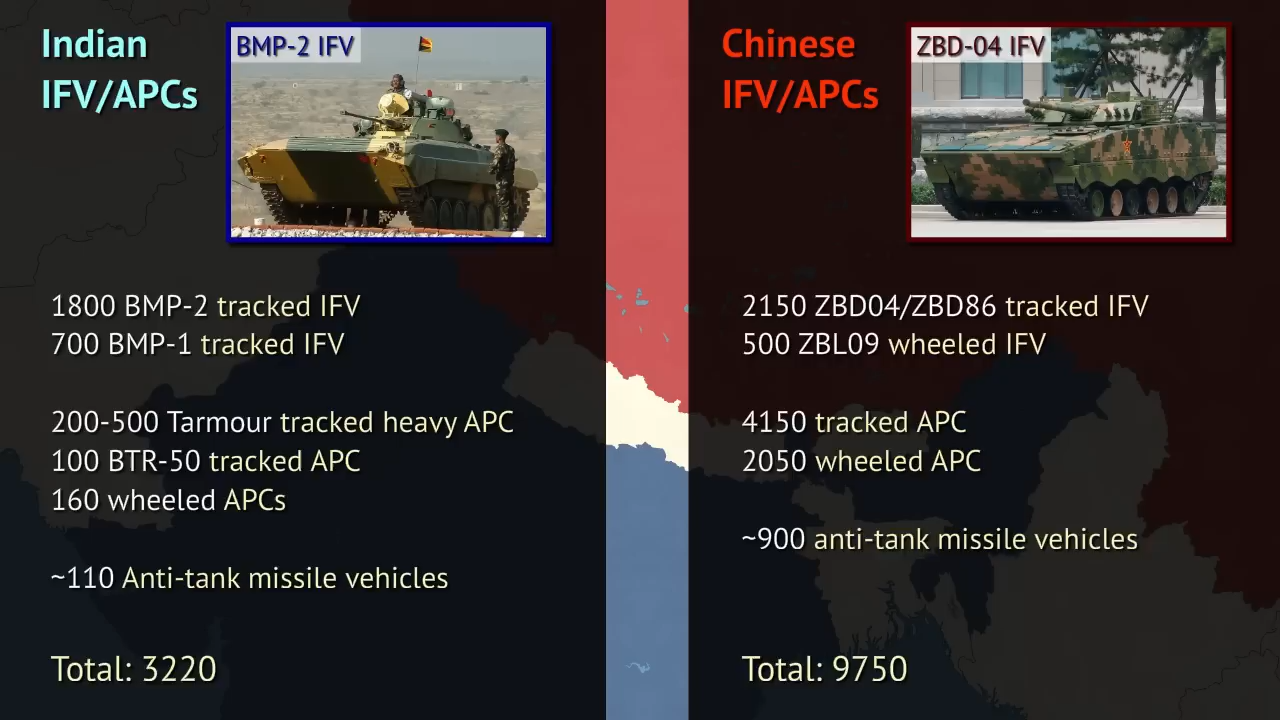 Indian
IFV/APCs
BMP-2 IFV
1800 BMP-2 tracked IFV
700 BMP-1 tracked IFV
200-500 Tarmour tracked heavy APC
100 BTR-50 tracked APC
160 wheeled APCs
~110 Anti-tank missile vehicles
Total: 3220
Chinese
IFV/APCs
ZBD-04 IFV
2150 ZBD04/ZBD86 tracked IFV
500 ZBL09 wheeled IFV
4150 tracked APC
2050 wheeled APC
~900 anti-tank missile vehicles
Total: 9750